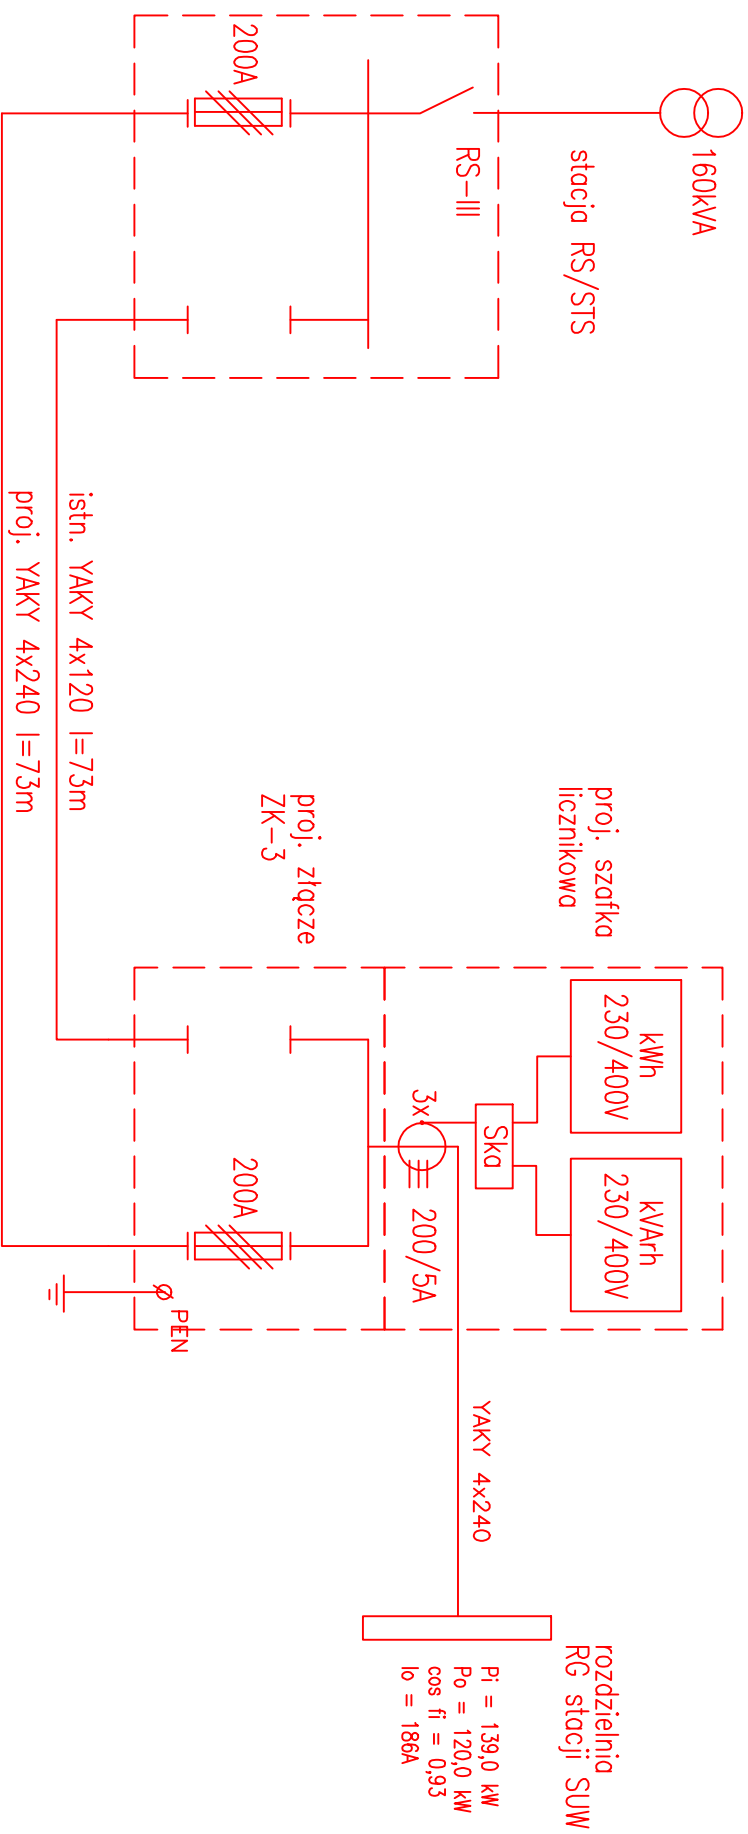 160kVA
stacja RS/STS
RS-III
200A
istn. YAKY 4x120 l=73m
proj. YAKY 4x240 l=73m
proj. szafka
licznikowa
proj. złącze
ZK-3
kWh
230/400V
kVArh
230/400V
Ska
3x
200/5A
200A
PEN
YAKY 4x240
rozdzielnia
RG stacji SUW
Pi = 139,0 kW
Po = 120,0 kW
cos fi = 0,93
Io = 186A